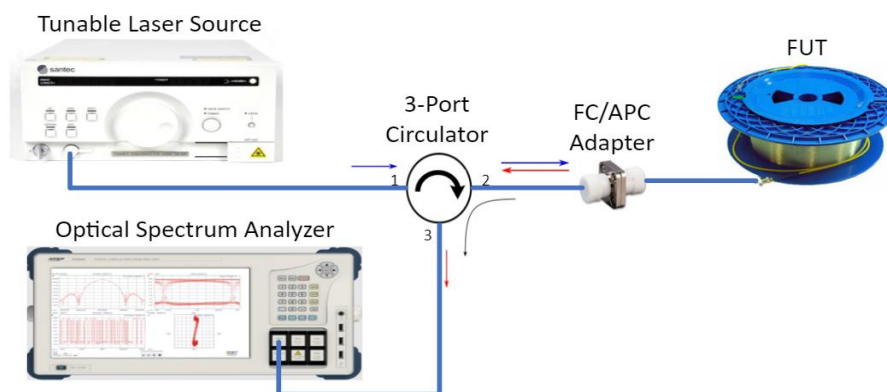 Tunable Laser Source
santec
3-Port
Circulator
FC/APC
Adapter
FUT
1
2
3
Optical Spectrum Analyzer